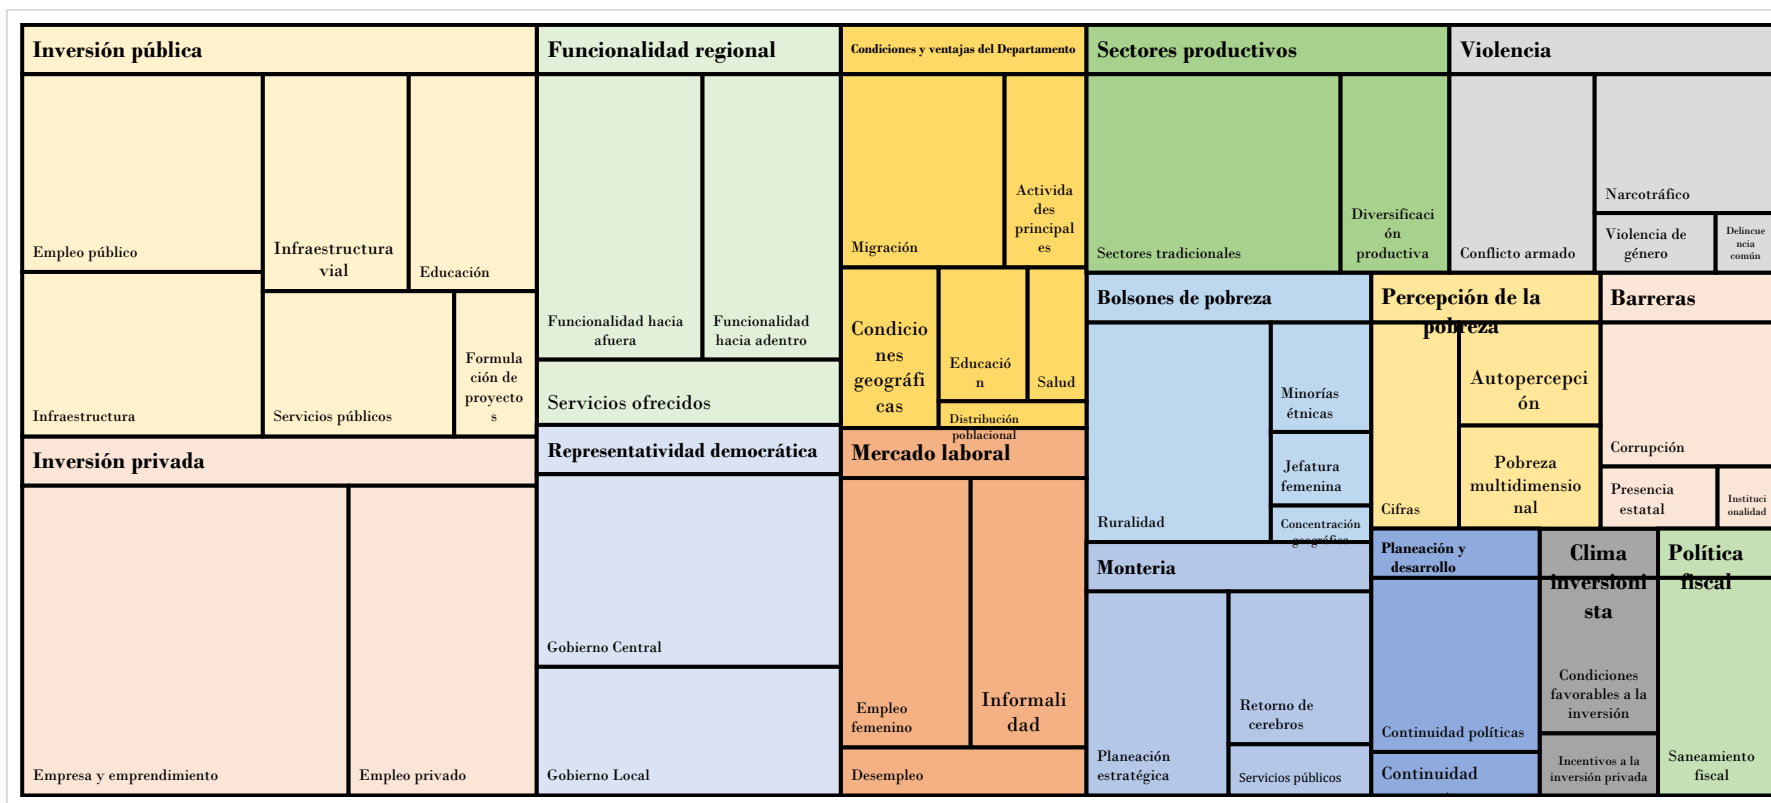 Inversión pública
Empleo público
Infraestructura
vial
Educación
Infraestructura
Servicios públicos
Formula
ción de
proyecto
s
Inversión privada
Empresa y emprendimiento
Empleo privado
Funcionalidad regional
Funcionalidad hacia
afuera
Funcionalidad
hacia adentro
Servicios ofrecidos
Representatividad democrática
Gobierno Central
Gobierno Local
Condiciones y ventajas del Departamento
Migración
Activida
des
principal
es
Condicio
nes
geográfi
cas
Educació
n
Salud
Distribución
poblacional
Mercado laboral
Empleo
femenino
Informali
dad
Desempleo
Sectores productivos
Sectores tradicionales
Diversificaci
ón
productiva
Violencia
Conflicto armado
Narcotráfico
Violencia de
género
Delincue
ncia
común
Bolsones de pobreza
Ruralidad
Minorías
étnicas
Jefatura
femenina
Concentración
geográfica
Monteria
Planeación
estratégica
Retorno de
cerebros
Servicios públicos
Percepción de la
pobreza
Cifras
Autopercepci
ón
Pobreza
multidimensio
nal
Barreras
Corrupción
Presencia
estatal
Instituci
onalidad
Planeación y
desarrollo
Continuidad políticas
Continuidad
Clima
inversioni
sta
Condiciones
favorables a la
inversión
Incentivos a la
inversión privada
Política
fiscal
Saneamiento
fiscal